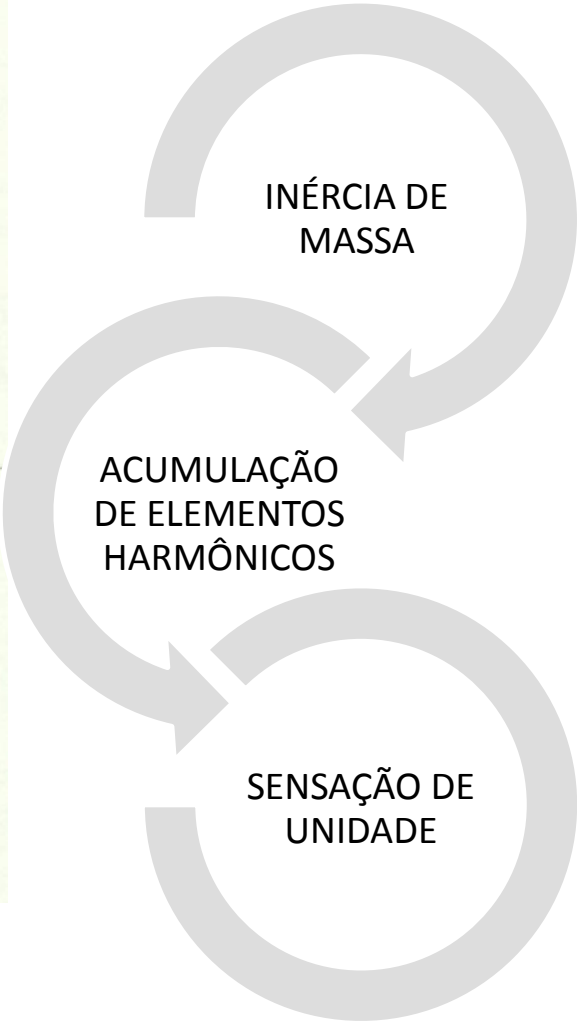 INÉRCIA DE
MASSA
ACUMULAÇÃO
DE ELEMENTOS
HARMÔNICOS
SENSAÇÃO DE
UNIDADE